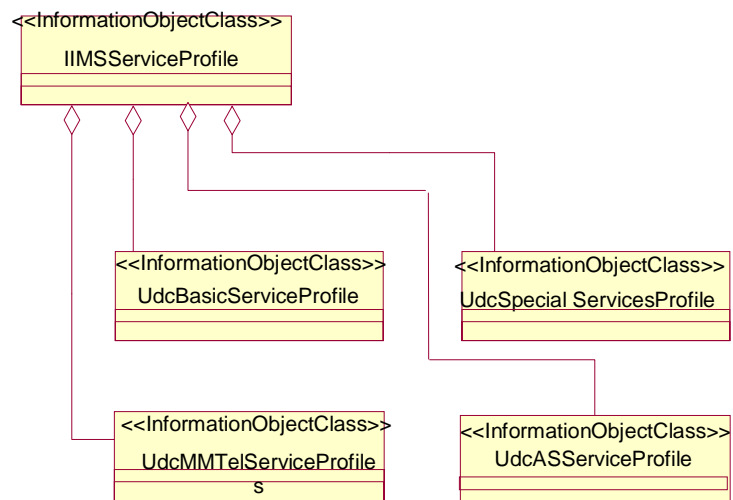 <<InformationObjectClass>>
IIMSServiceProfile
<<InformationObjectClass>>
UdcBasicServiceProfile
<<InformationObjectClass>>
UdcSpecial ServicesProfile
<<InformationObjectClass>>
UdcMMTelServiceProfile
s
<<InformationObjectClass>>
UdcASServiceProfile